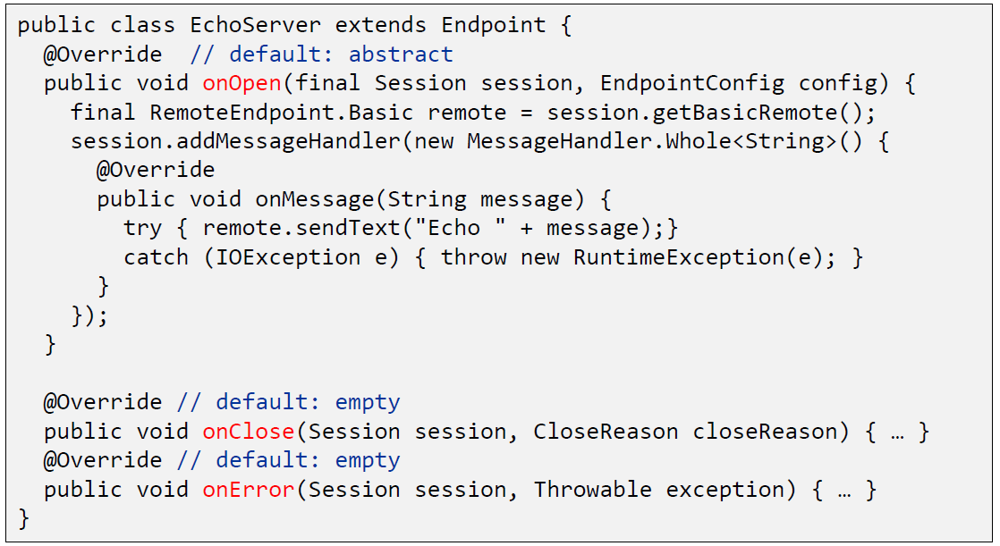 public class EchoServer extends Endpoint {
  @Override  // default: abstract
  public void onOpen(final Session session, EndpointConfig config) {
    final RemoteEndpoint.Basic remote = session.getBasicRemote();
    session.addMessageHandler(new MessageHandler.Whole<String>() {
      @Override
      public void onMessage(String message) {
        try { remote.sendText("Echo " + message);}
        catch (IOException e) { throw new RuntimeException(e); }
      }
    });
  }

  @Override // default: empty
  public void onClose(Session session, CloseReason closeReason) { … }
  @Override // default: empty
  public void onError(Session session, Throwable exception) { … }
}